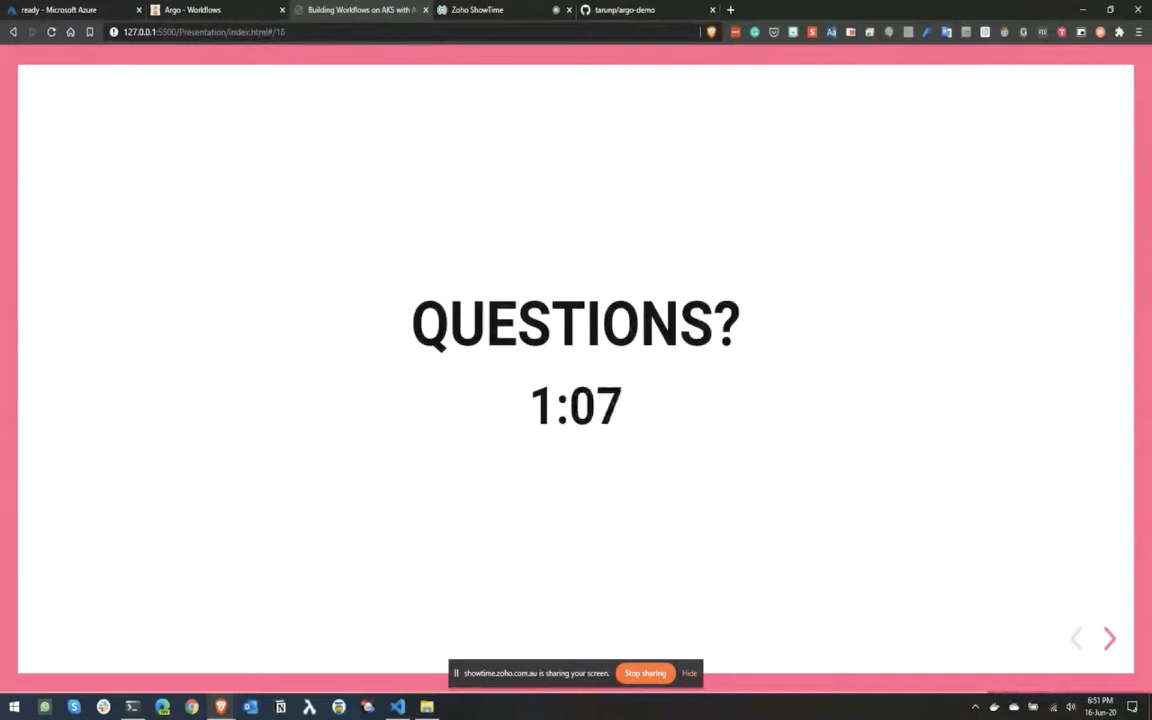 ready - Microsoft Azure
Argo - Workflows
Building Workflows on AKS with A
Zoho ShowTime
tarunp/argo-demo
127.0.0.1:5500/Presentation/index.html#/18
QUESTIONS?
1:07
showtime.zoho.com.au is sharing your screen.
Stop sharing
Hide
6:51 PM
16-Jun-20